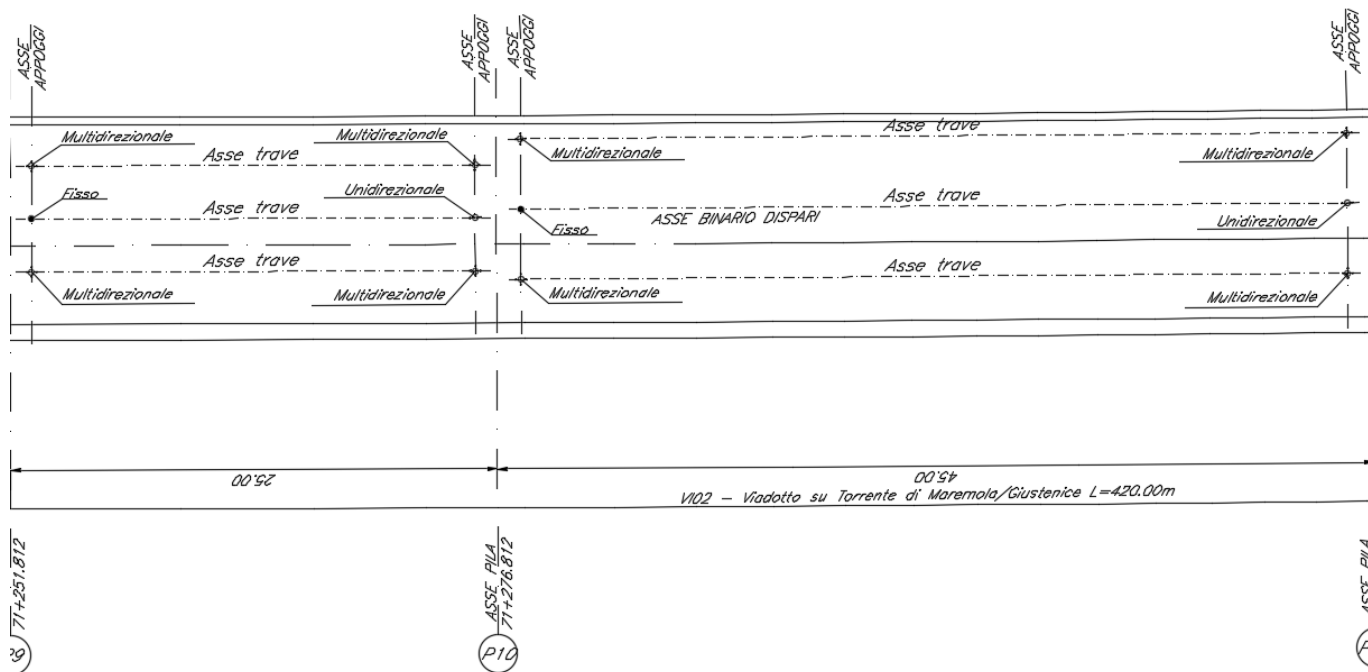 ASSE
APPOGGI
ASSE
APPOGGI
ASSE
APPOGGI
ASSE
APPOGGI
Multidirezionale
Multidirezionale
Asse trave
Asse trave
Multidirezionale
Multidirezionale
Fisso
Unidirezionale
Asse trave
Asse trave
ASSE BINARIO DISPARI
Fisso
Unidirezionale
Asse trave
Asse trave
Multidirezionale
Multidirezionale
Multidirezionale
Multidirezionale
25.00
45.00
VI02 - Viadotto su Torrente di Maremola/Giustenice L=420.00m
71+251.812
ASSE PILA
71+276.812
ASSE PILA
P9
P10